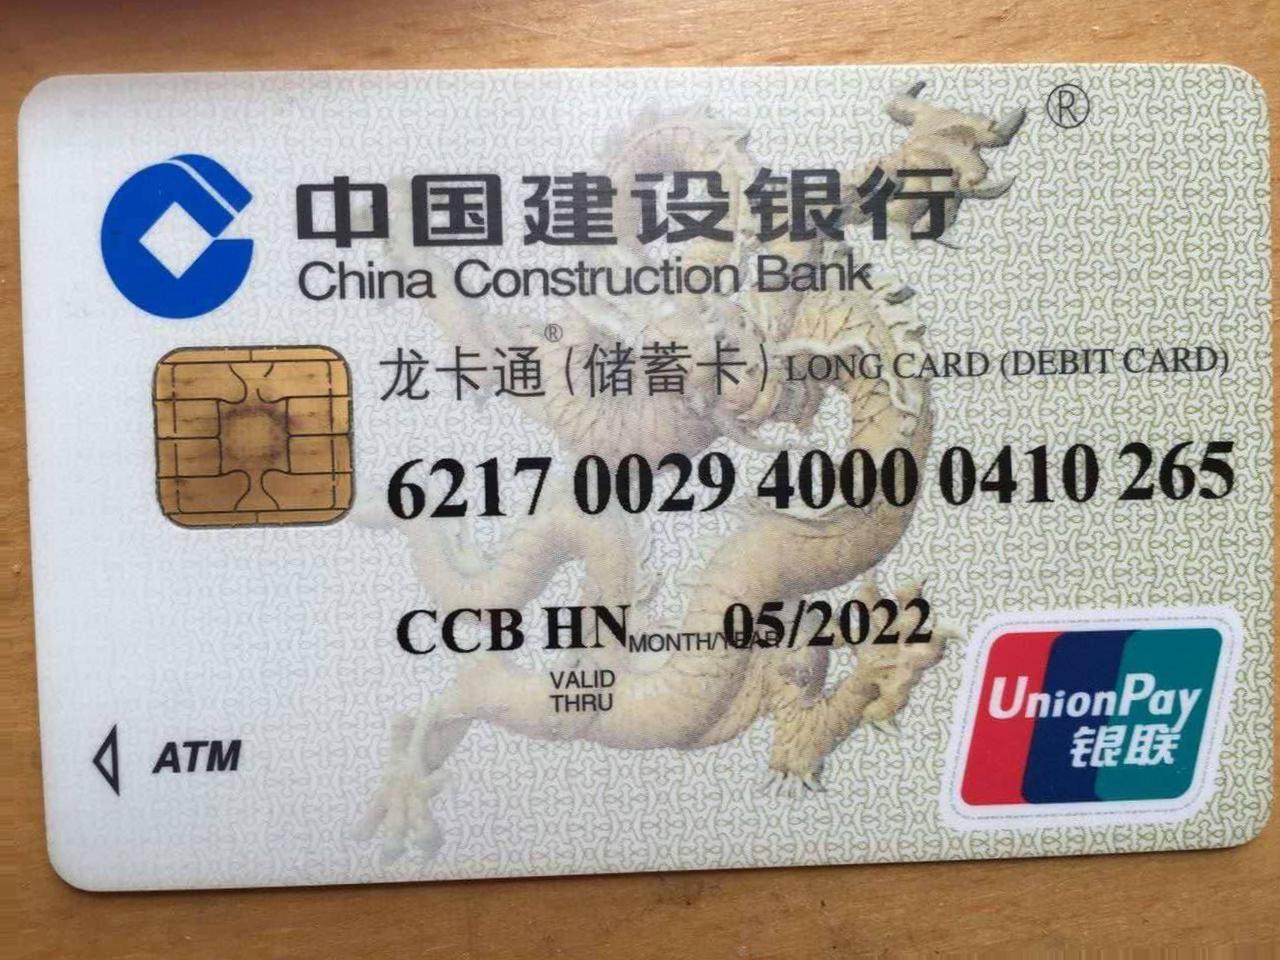 ®
中国建设银行
China Construction Bank
龙卡通®(储蓄卡) LONG CARD (DEBIT CARD)
6217 0029 4000 0410 265
CCB HN MONTH/YEAR 05/2022
VALID
THRU
ATM
UnionPay
银联